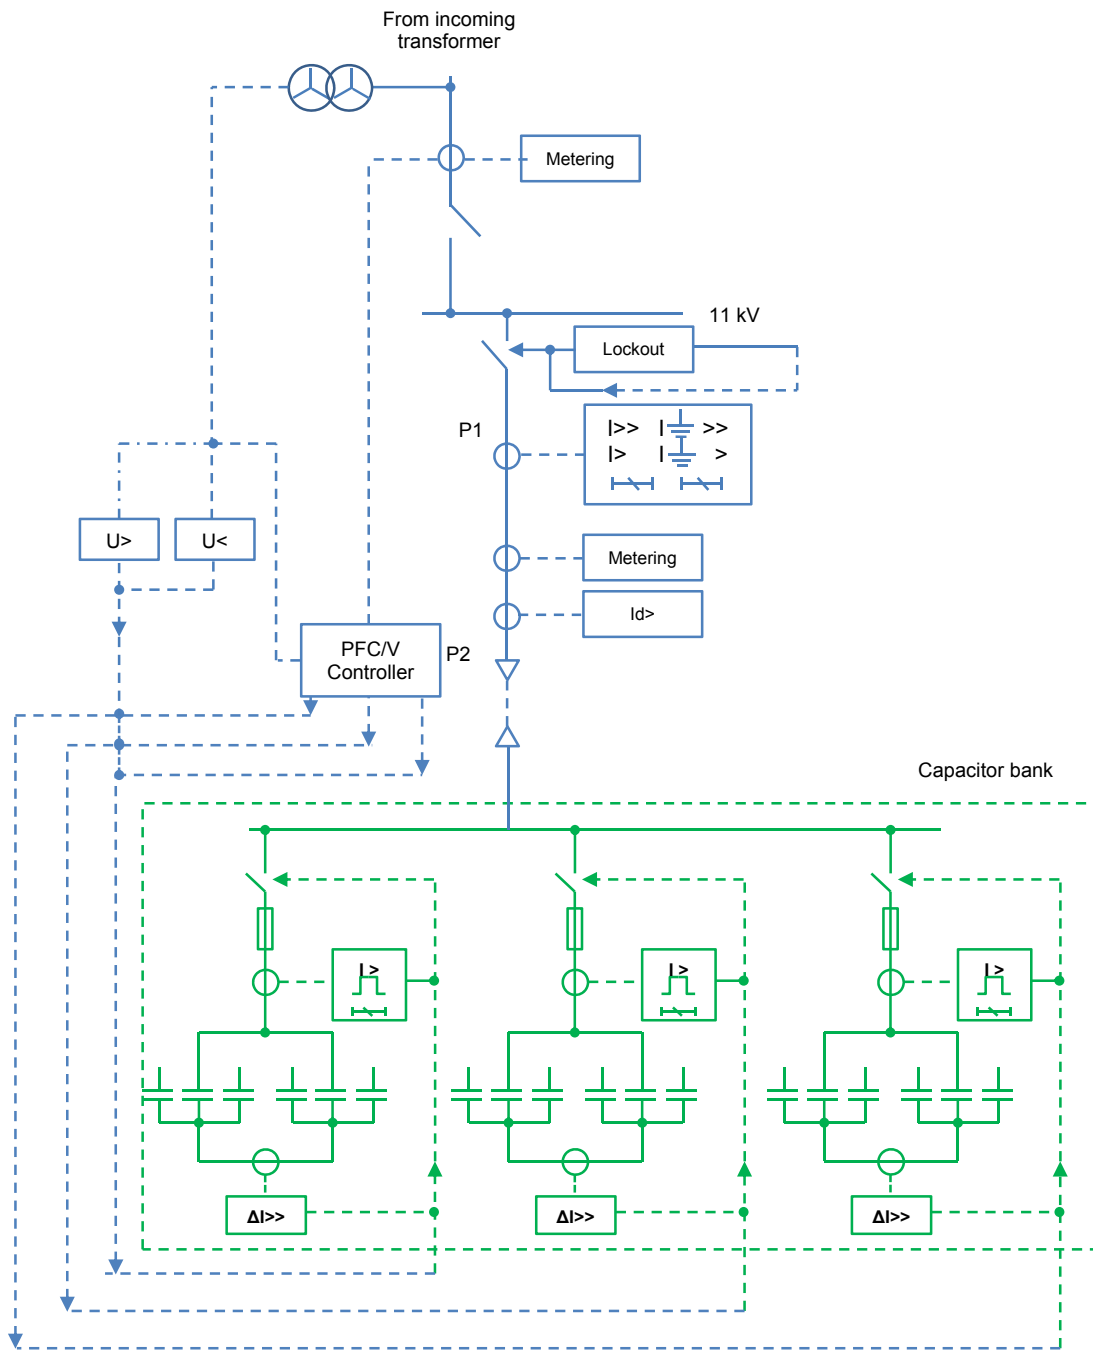 From incoming
transformer
Metering
11 kV
Lockout
P1
I>> I >>
I> I >
U>
U<
Metering
Id>
PFC/V
Controller
P2
Capacitor bank
I >
I >
I >
ΔI>>
ΔI>>
ΔI>>